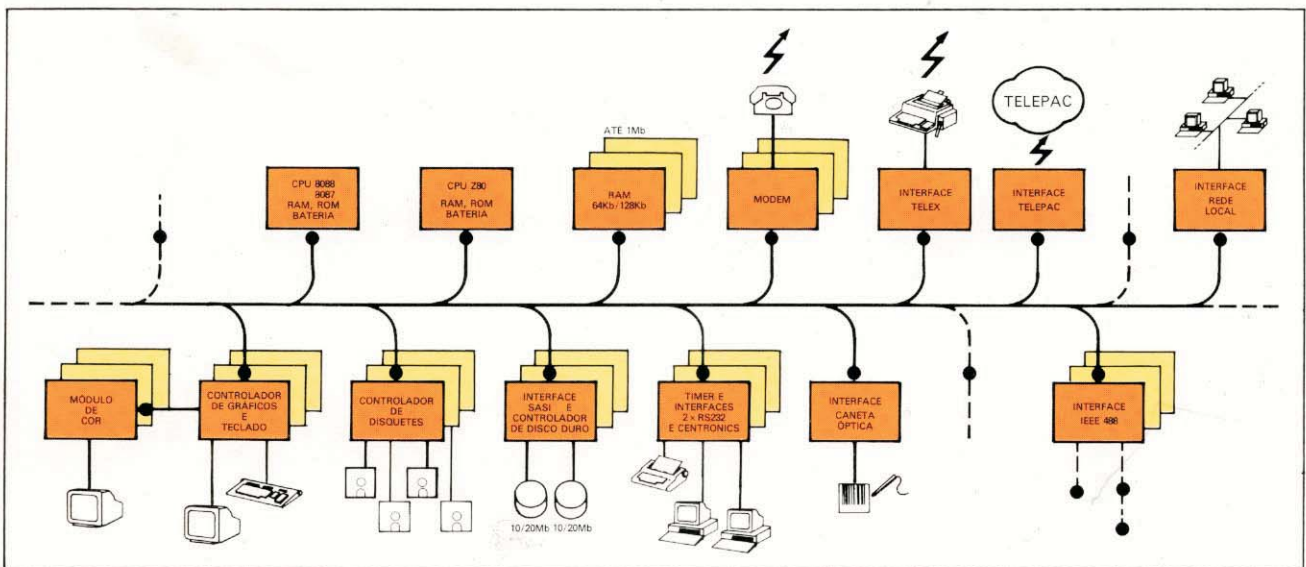 CPU 8088
8087
RAM, ROM
BATERIA
CPU Z80
RAM, ROM
BATERIA
ATÉ 1Mb
RAM
64Kb/128Kb
MODEM
INTERFACE
TELEX
TELEPAC
INTERFACE
TELEPAC
INTERFACE
REDE
LOCAL
MÓDULO
DE
COR
CONTROLADOR
DE GRÁFICOS
E
TECLADO
CONTROLADOR
DE
DISQUETES
INTERFACE
SASI E
CONTROLADOR
DE DISCO DURO
10/20Mb 10/20Mb
TIMER E
INTERFACES
2 x RS232
E CENTRONICS
INTERFACE
CANETA
ÓPTICA
INTERFACE
IEEE 488